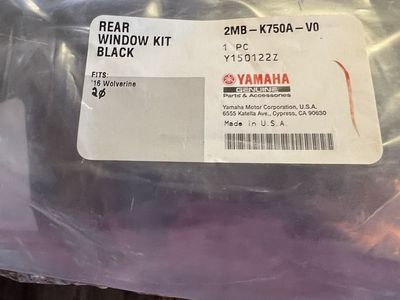 REAR
WINDOW KIT
BLACK
FITS:
'16 Wolverine
2MB-K750A-V0
1 PC
Y150122Z
YAMAHA
GENUINE
Parts & Accessories
Yamaha Motor Corporation, U.S.A.
6555 Katella Ave., Cypress, CA 90630
Made in U.S.A.